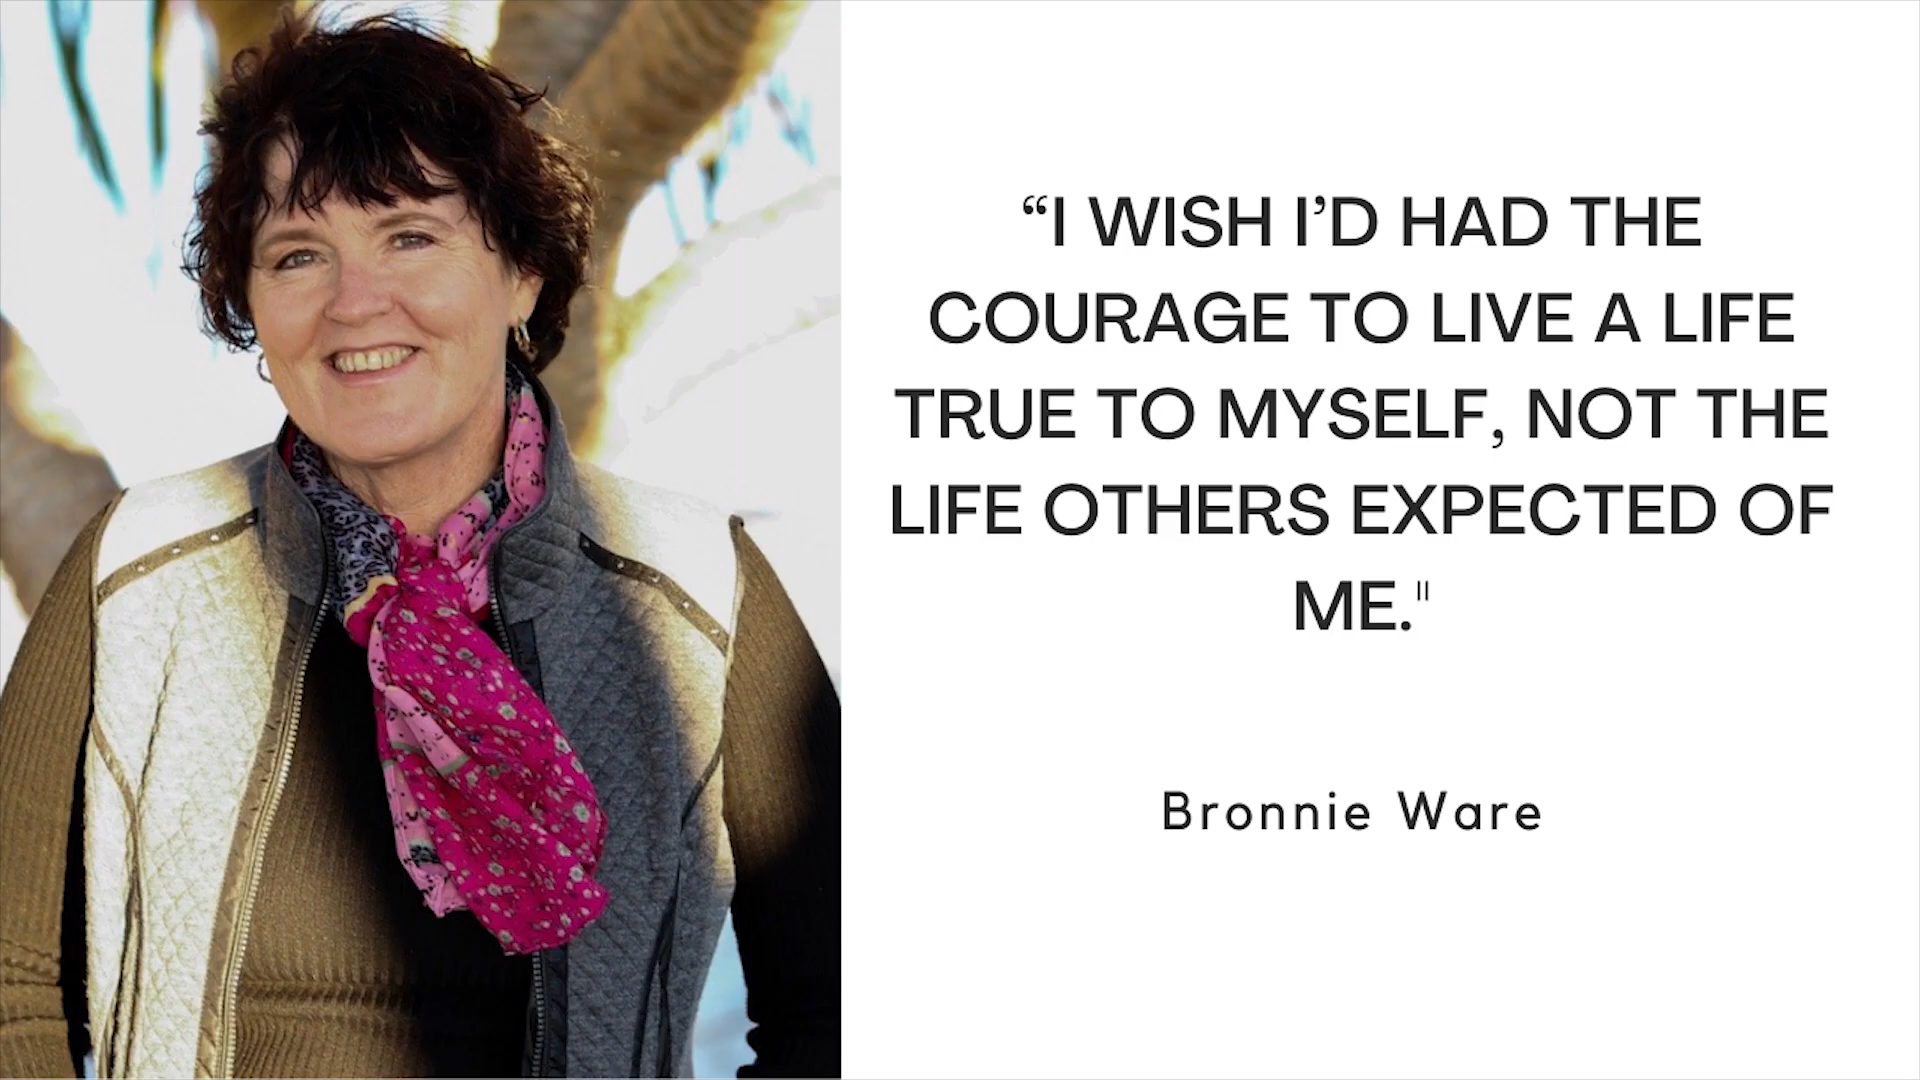 “I WISH I’D HAD THE
COURAGE TO LIVE A LIFE
TRUE TO MYSELF, NOT THE
LIFE OTHERS EXPECTED OF
ME."
Bronnie Ware